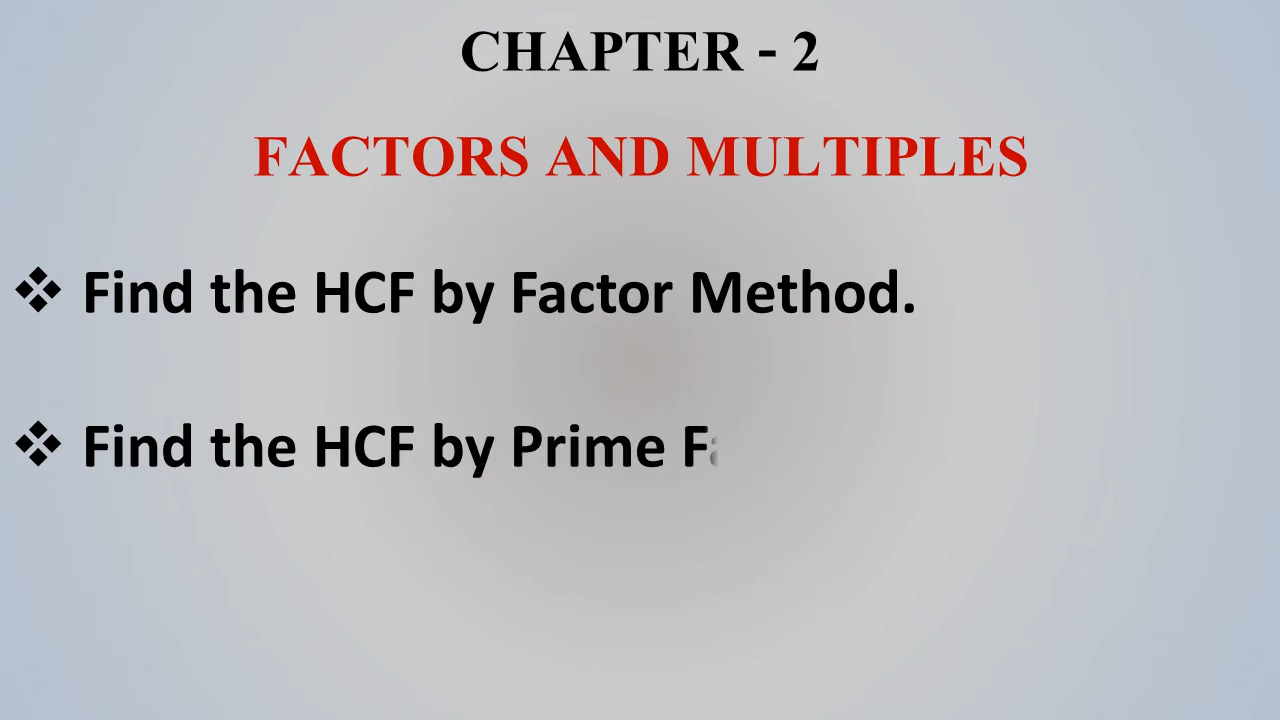 CHAPTER - 2
FACTORS AND MULTIPLES
❖ Find the HCF by Factor Method.
❖ Find the HCF by Prime